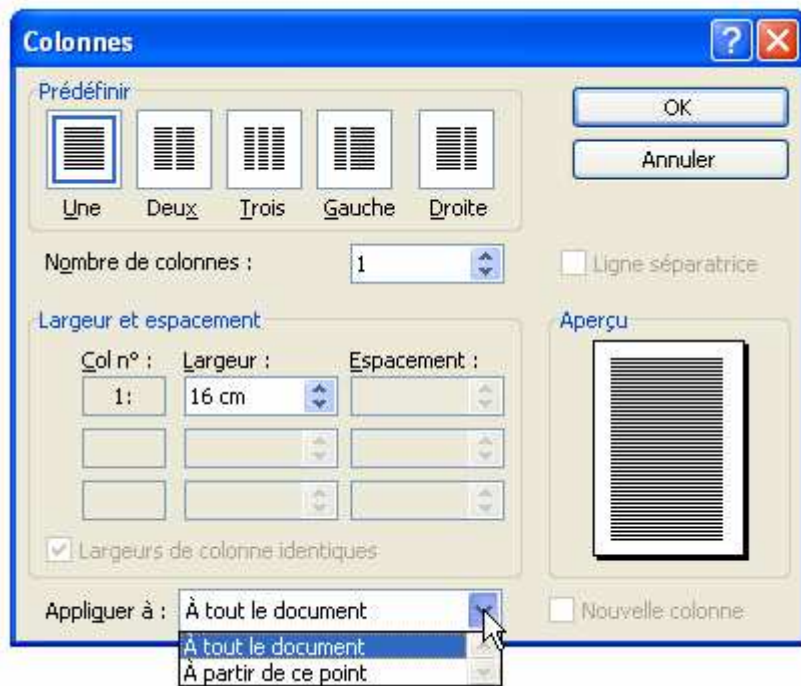 Colonnes
Prédéfinir
OK
Annuler
Une Deux Trois Gauche Droite
Nombre de colonnes : 1
Ligne séparatrice
Largeur et espacement
Aperçu
Col n° : Largeur : Espacement :
1: 16 cm
Largeurs de colonne identiques
Appliquer à : À tout le document
Nouvelle colonne
À tout le document
À partir de ce point